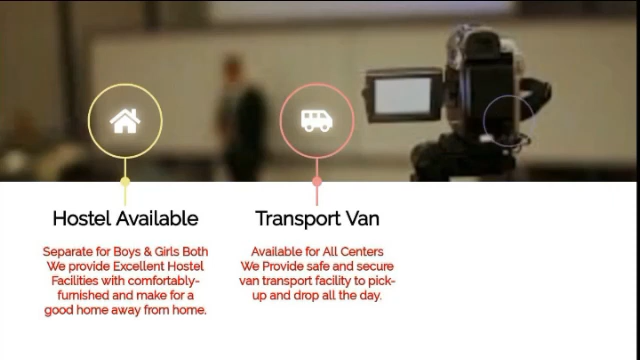 Hostel Available
Separate for Boys & Girls Both
We provide Excellent Hostel
Facilities with comfortably-
furnished and make for a
good home away from home.
Transport Van
Available for All Centers
We Provide safe and secure
van transport facility to pick-
up and drop all the day.